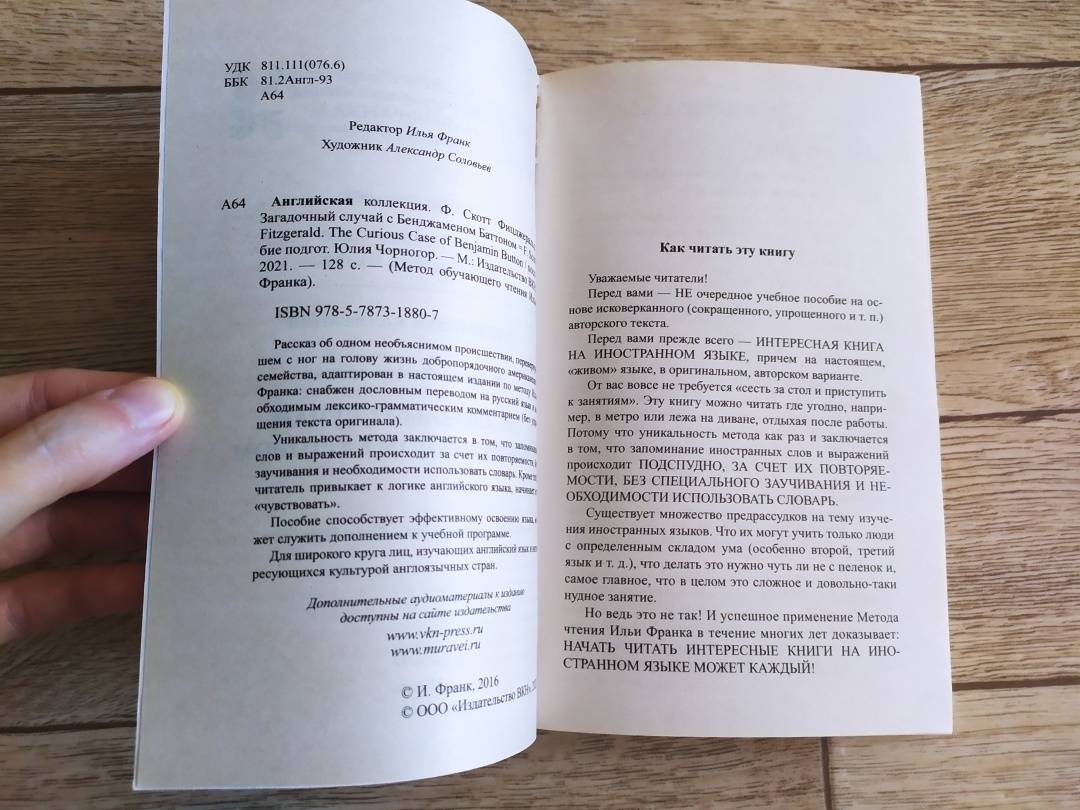 УДК 811.111(076.6)
ББК 81.2Англ-93
А64
Редактор Илья Франк
Художник Александр Соловьев
А64 Английская коллекция. Ф. Скотт
Загадочный случай с Бенджаменом Баттоном = F.
Fitzgerald. The Curious Case of Benjamin Button /
бие подгот. Юлия Чорногор. — М.: Издательство
2021. — 128 с. — (Метод обучающего чтения
Франка).
ISBN 978-5-7873-1880-7
Рассказ об одном необъяснимом происшествии,
шем с ног на голову жизнь добропорядочного
семейства, адаптирован в настоящем издании по методу
Франка: снабжен дословным переводом на русский язык и
обходимым лексико-грамматическим комментарием (без
щения текста оригинала).
Уникальность метода заключается в том, что
слов и выражений происходит за счет их повторяемости,
заучивания и необходимости использовать словарь. Кроме
читатель привыкает к логике английского языка, начинает
«чувствовать».
Пособие способствует эффективному освоению языка,
жет служить дополнением к учебной программе.
Для широкого круга лиц, изучающих английский язык и
ресующихся культурой англоязычных стран.
Дополнительные аудиоматериалы к изданию
доступны на сайте издательства
www.vkn-press.ru
www.muravei.ru
© И. Франк, 2016
© ООО «Издательство ВКН»,
Как читать эту книгу
Уважаемые читатели!
Перед вами — НЕ очередное учебное пособие на ос-
нове исковерканного (сокращенного, упрощенного и т. п.)
авторского текста.
Перед вами прежде всего — ИНТЕРЕСНАЯ КНИГА
НА ИНОСТРАННОМ ЯЗЫКЕ, причем на настоящем,
«живом» языке, в оригинальном, авторском варианте.
От вас вовсе не требуется «сесть за стол и приступить
к занятиям». Эту книгу можно читать где угодно, напри-
мер, в метро или лежа на диване, отдыхая после работы.
Потому что уникальность метода как раз и заключается
в том, что запоминание иностранных слов и выражений
происходит ПОДСПУДНО, ЗА СЧЕТ ИХ ПОВТОРЯЕ-
МОСТИ, БЕЗ СПЕЦИАЛЬНОГО ЗАУЧИВАНИЯ И НЕ-
ОБХОДИМОСТИ ИСПОЛЬЗОВАТЬ СЛОВАРЬ.
Существует множество предрассудков на тему изуче-
ния иностранных языков. Что их могут учить только люди
с определенным складом ума (особенно второй, третий
язык и т. д.), что делать это нужно чуть ли не с пеленок и,
самое главное, что в целом это сложное и довольно-таки
нудное занятие.
Но ведь это не так! И успешное применение Метода
чтения Ильи Франка в течение многих лет доказывает:
НАЧАТЬ ЧИТАТЬ ИНТЕРЕСНЫЕ КНИГИ НА ИНО-
СТРАННОМ ЯЗЫКЕ МОЖЕТ КАЖДЫЙ!